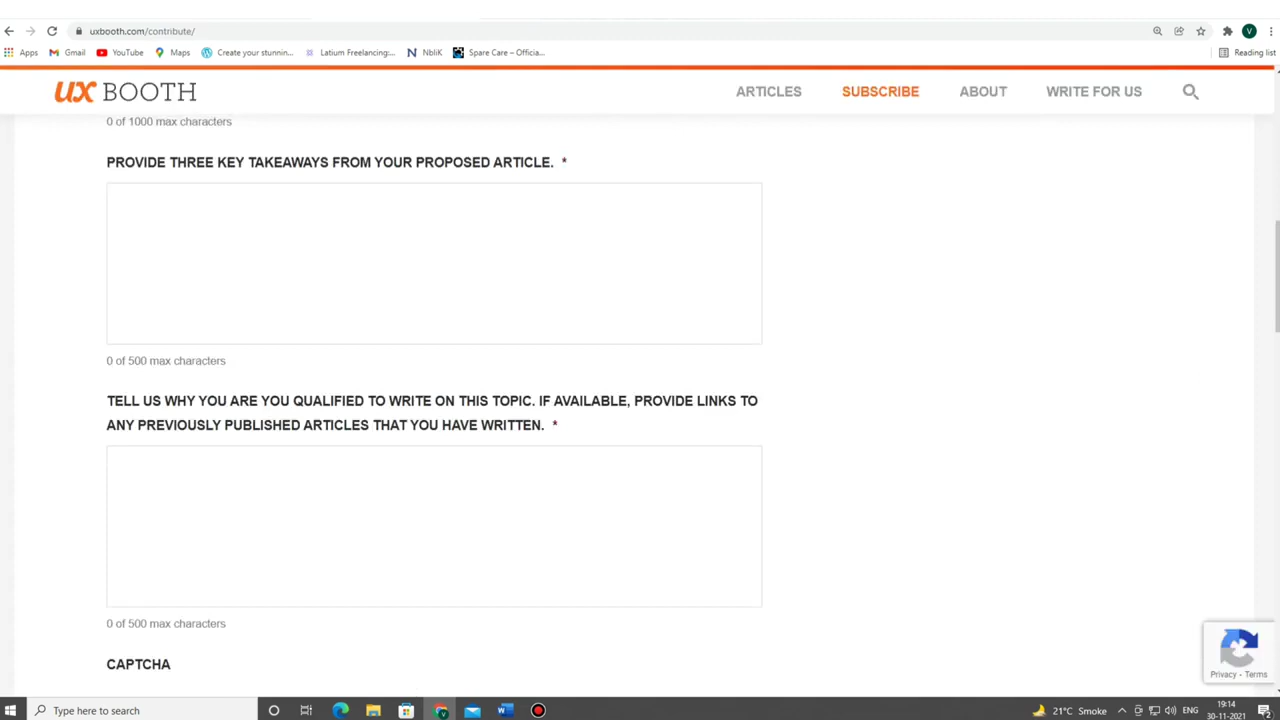 uxbooth.com/contribute/
V
Apps
Gmail
YouTube
Maps
Create your stunnin...
Latium Freelancing:...
NbliK
Spare Care – Officia...
Reading list
UX BOOTH
ARTICLES
SUBSCRIBE
ABOUT
WRITE FOR US
0 of 1000 max characters
PROVIDE THREE KEY TAKEAWAYS FROM YOUR PROPOSED ARTICLE. *
0 of 500 max characters
TELL US WHY YOU ARE YOU QUALIFIED TO WRITE ON THIS TOPIC. IF AVAILABLE, PROVIDE LINKS TO
ANY PREVIOUSLY PUBLISHED ARTICLES THAT YOU HAVE WRITTEN. *
0 of 500 max characters
CAPTCHA
Privacy - Terms
Type here to search
21°C Smoke
ENG
19:14
30-11-2021
2